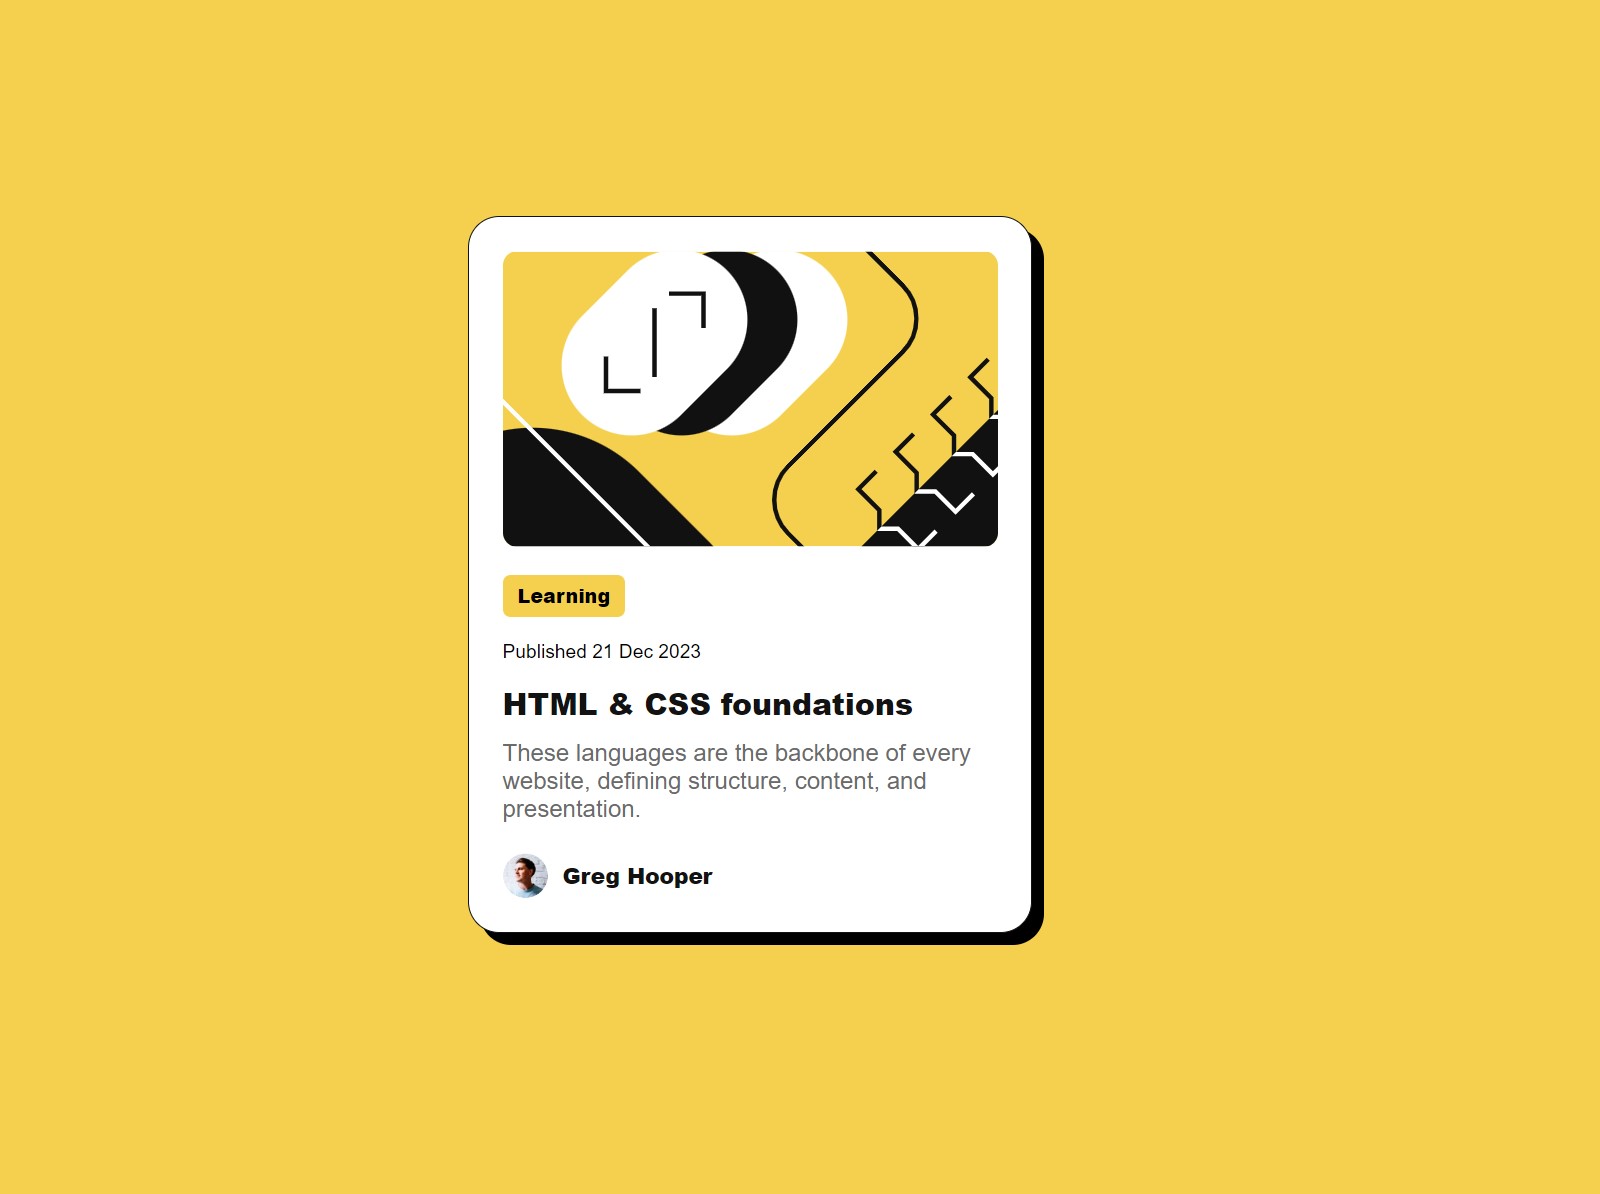 Learning
Published 21 Dec 2023
HTML & CSS foundations
These languages are the backbone of every
website, defining structure, content, and
presentation.
Greg Hooper